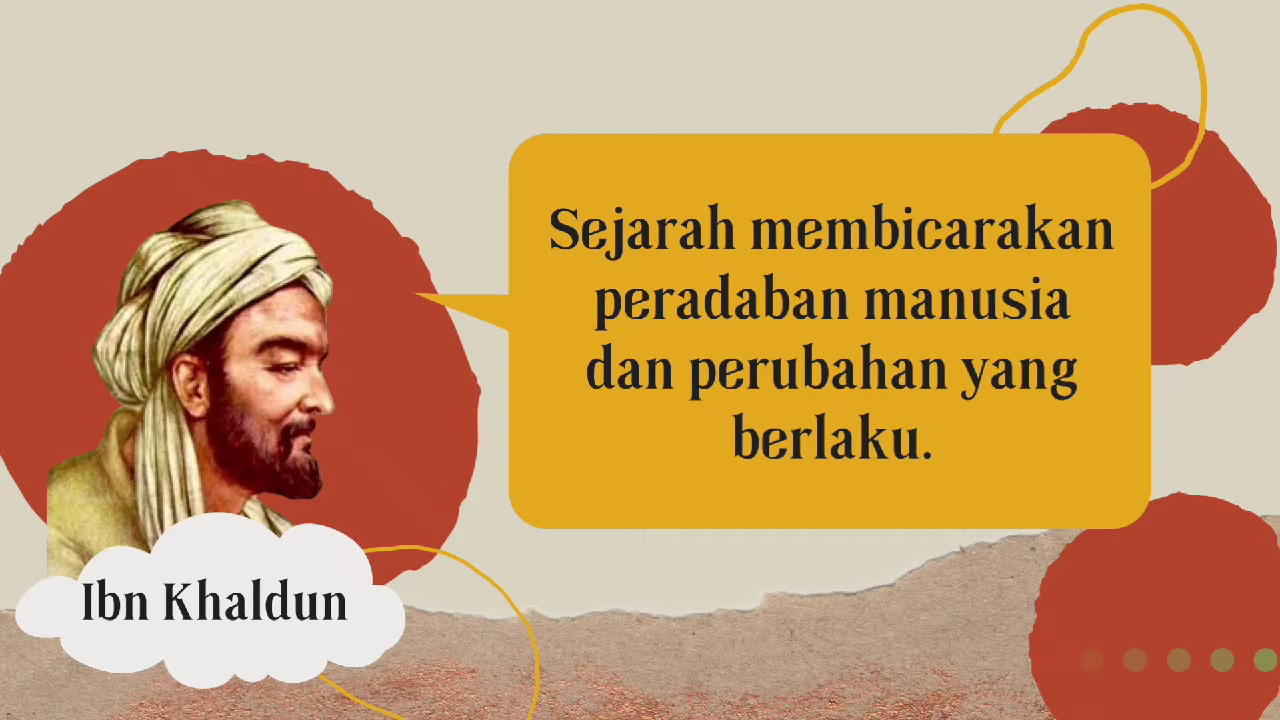 Sejarah membicarakan
peradaban manusia
dan perubahan yang
berlaku.
Ibn Khaldun